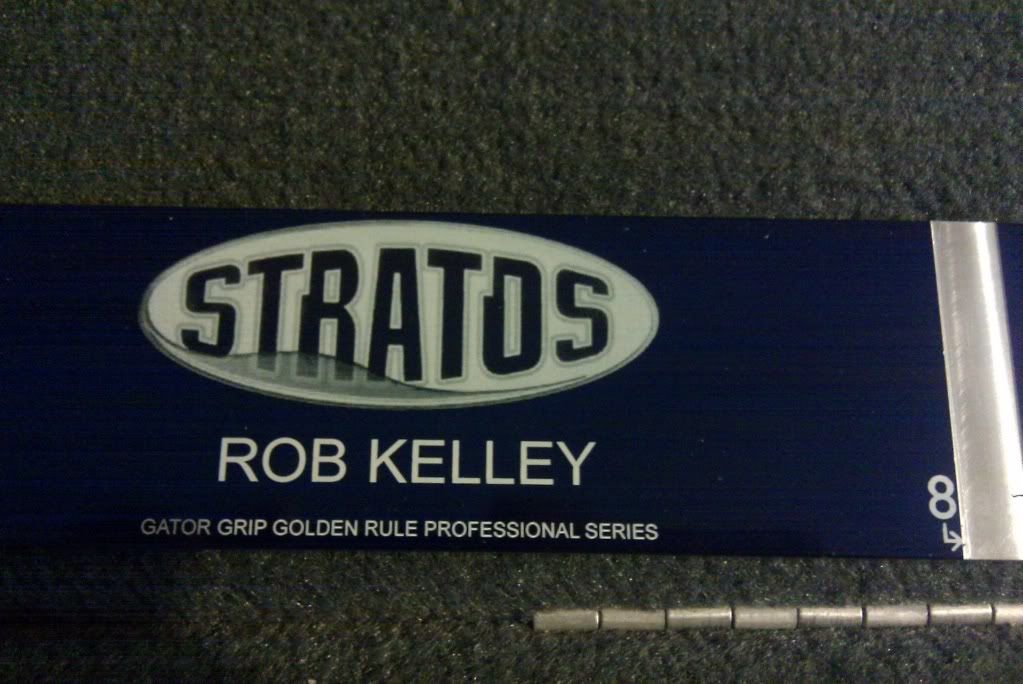 STRATOS
ROB KELLEY
8
GATOR GRIP GOLDEN RULE PROFESSIONAL SERIES